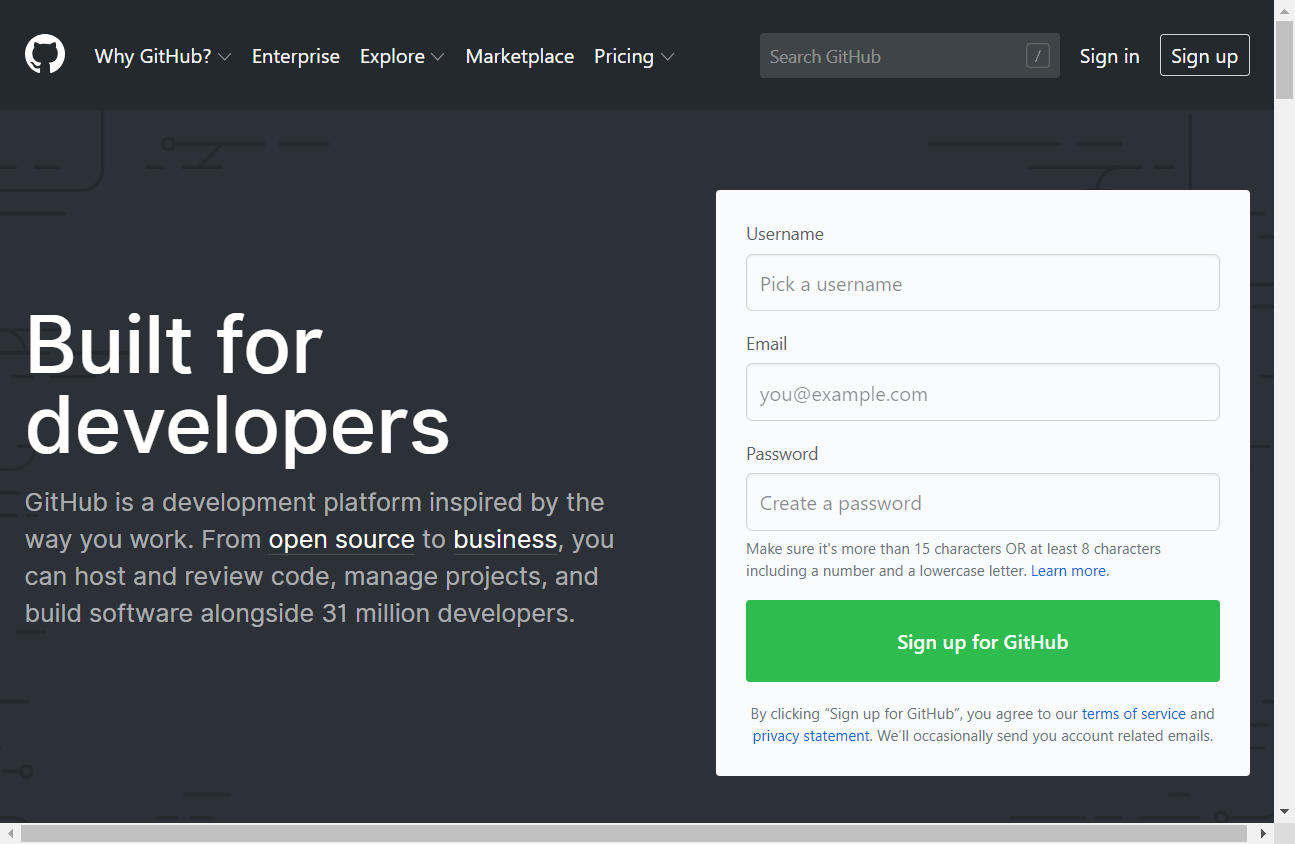 Why GitHub? Enterprise Explore Marketplace Pricing Search GitHub / Sign in Sign up
Built for
developers
GitHub is a development platform inspired by the
way you work. From open source to business, you
can host and review code, manage projects, and
build software alongside 31 million developers.
Username
Pick a username
Email
you@example.com
Password
Create a password
Make sure it's more than 15 characters OR at least 8 characters
including a number and a lowercase letter. Learn more.
Sign up for GitHub
By clicking “Sign up for GitHub”, you agree to our terms of service and
privacy statement. We’ll occasionally send you account related emails.